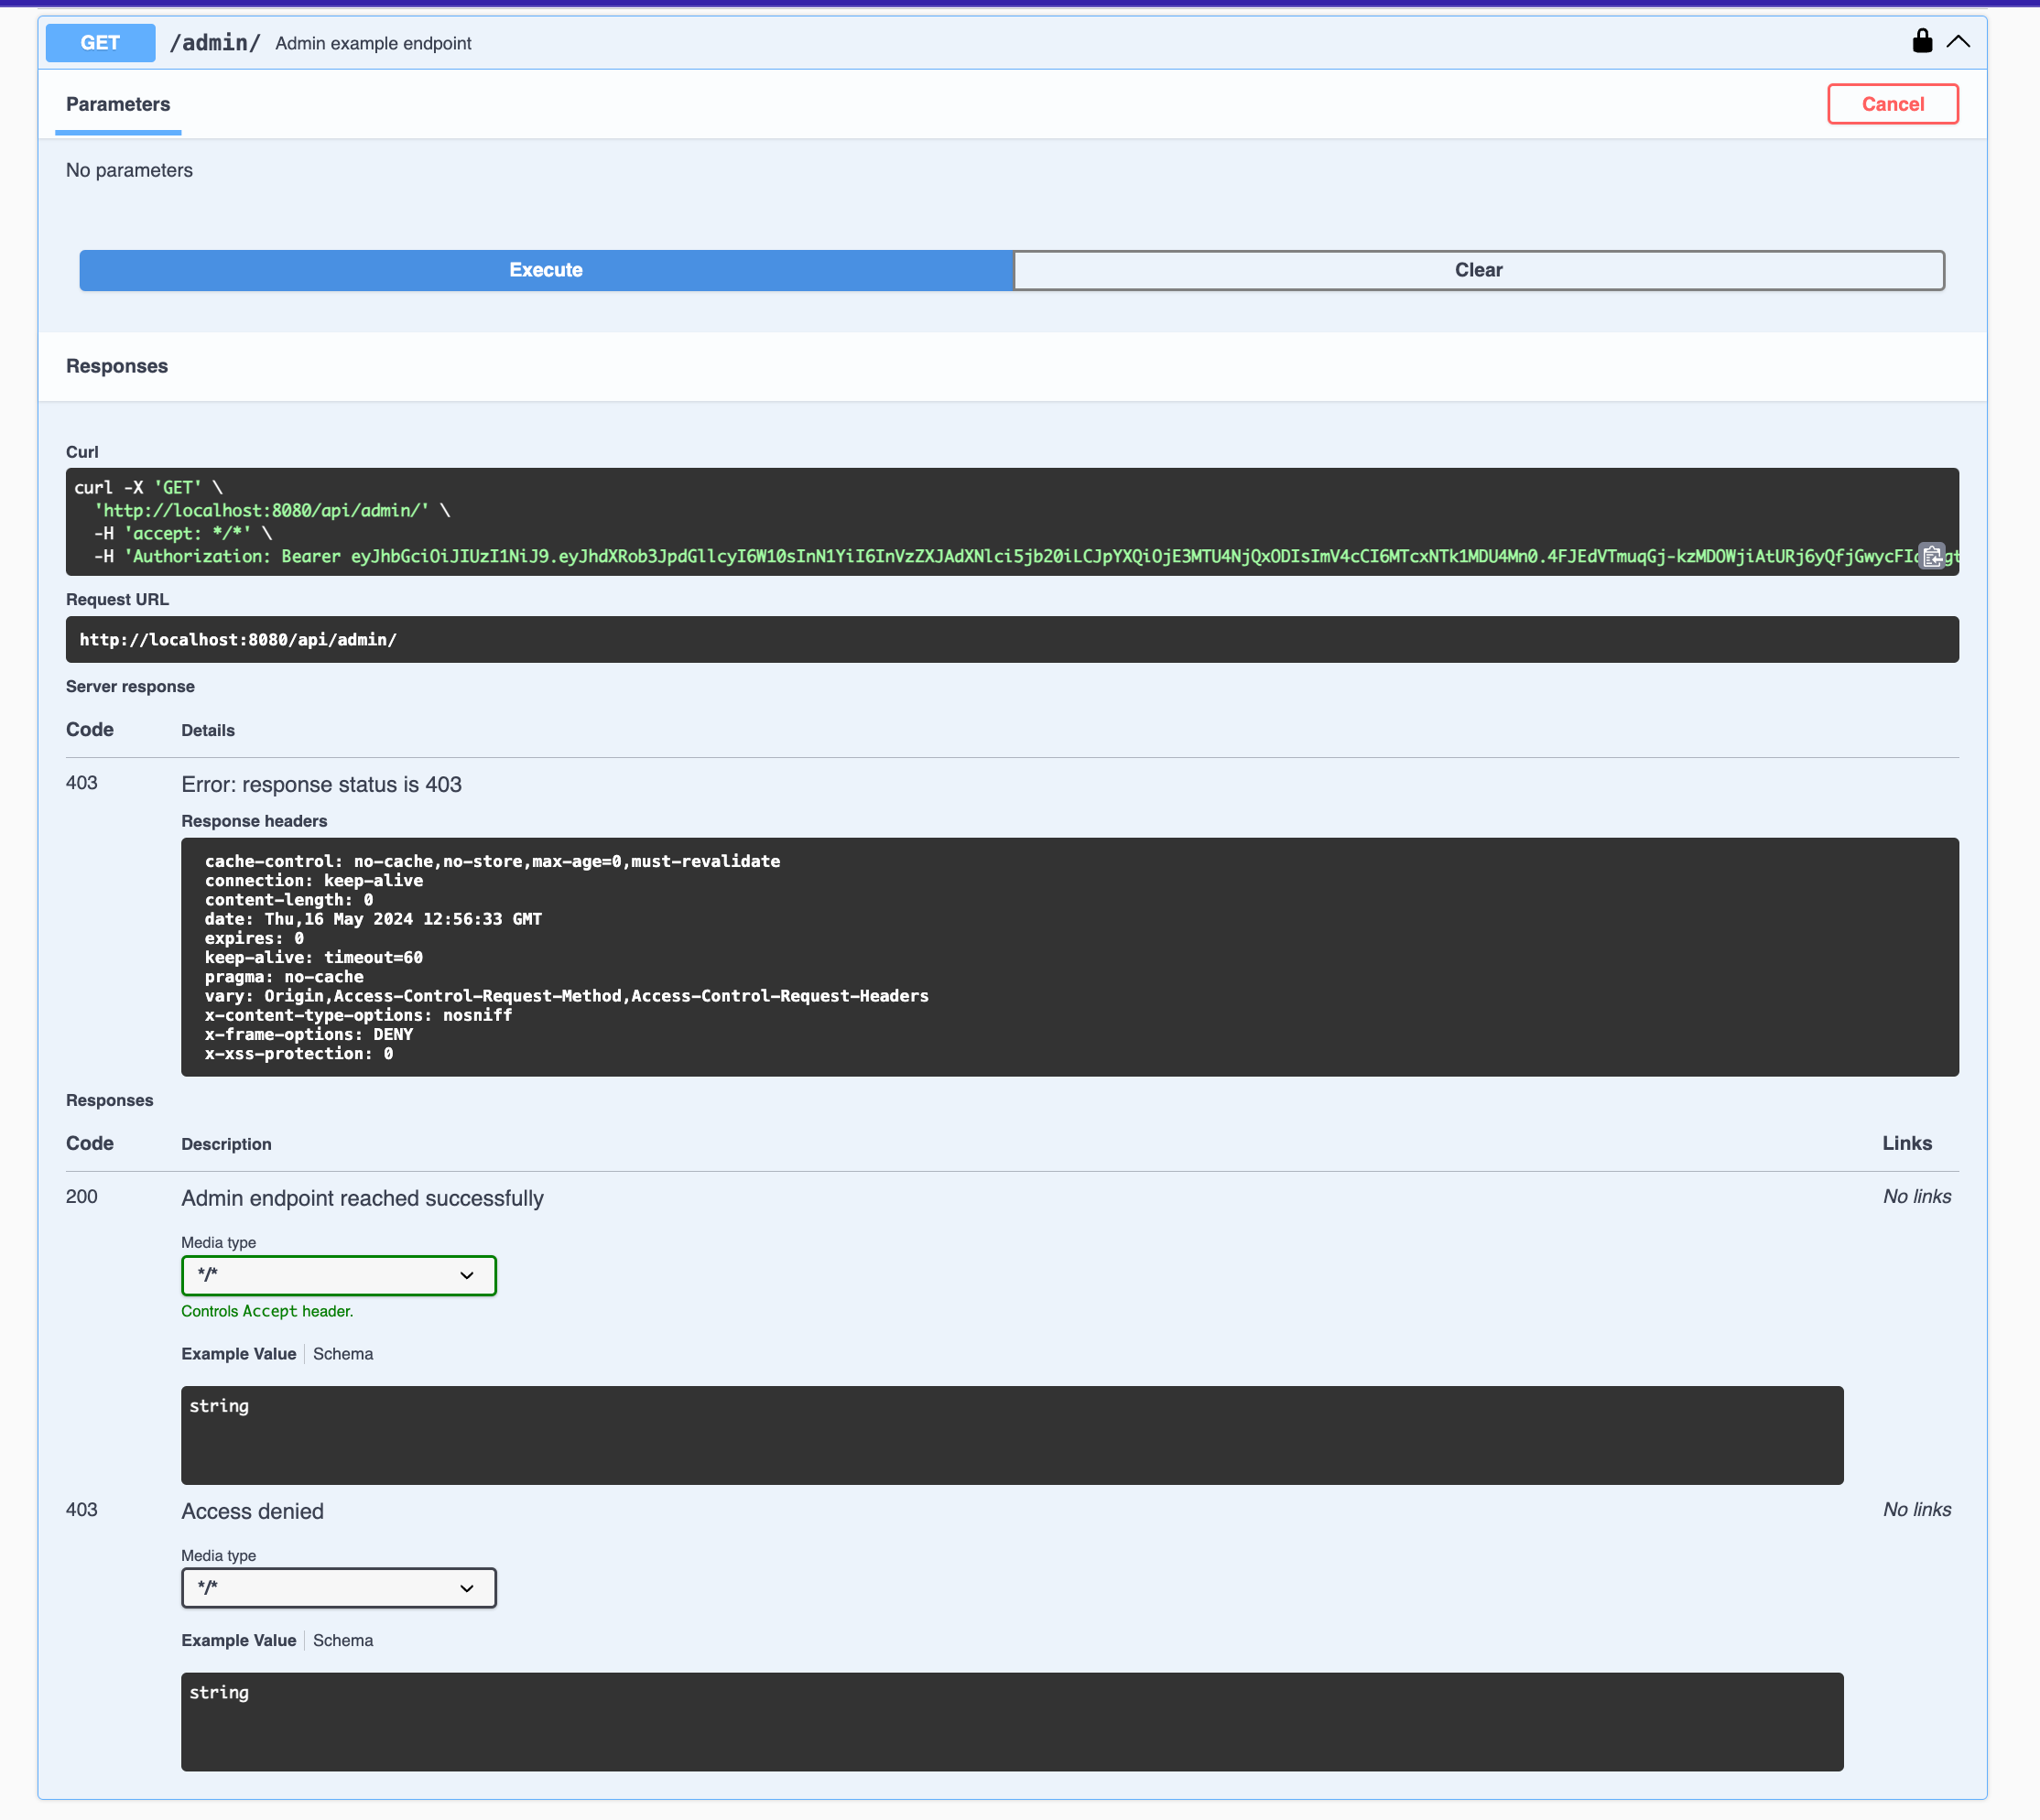 GET /admin/ Admin example endpoint
Parameters
Cancel
No parameters
Execute
Clear
Responses
Curl
curl -X 'GET' \
'http://localhost:8080/api/admin/' \
-H 'accept: */*' \
-H 'Authorization: Bearer eyJhbGciOiJIUzI1NiJ9.eyJhdXRob3JpdGllcyI6W10sInN1YiI6InVzZXJAdXNlci5jb20iLCJpYXQiOjE3MTU4NjQxODIsImV4cCI6MTcxNTk1MDU4Mn0.4FJEdVTmuqGj-kzMDOWjiAtURj6yQfjGwycFI
Request URL
http://localhost:8080/api/admin/
Server response
Code Details
403 Error: response status is 403
Response headers
cache-control: no-cache,no-store,max-age=0,must-revalidate
connection: keep-alive
content-length: 0
date: Thu,16 May 2024 12:56:33 GMT
expires: 0
keep-alive: timeout=60
pragma: no-cache
vary: Origin,Access-Control-Request-Method,Access-Control-Request-Headers
x-content-type-options: nosniff
x-frame-options: DENY
x-xss-protection: 0
Responses
Code Description Links
200 Admin endpoint reached successfully No links
Media type
*/*
Controls Accept header.
Example Value Schema
string
403 Access denied No links
Media type
*/*
Example Value Schema
string